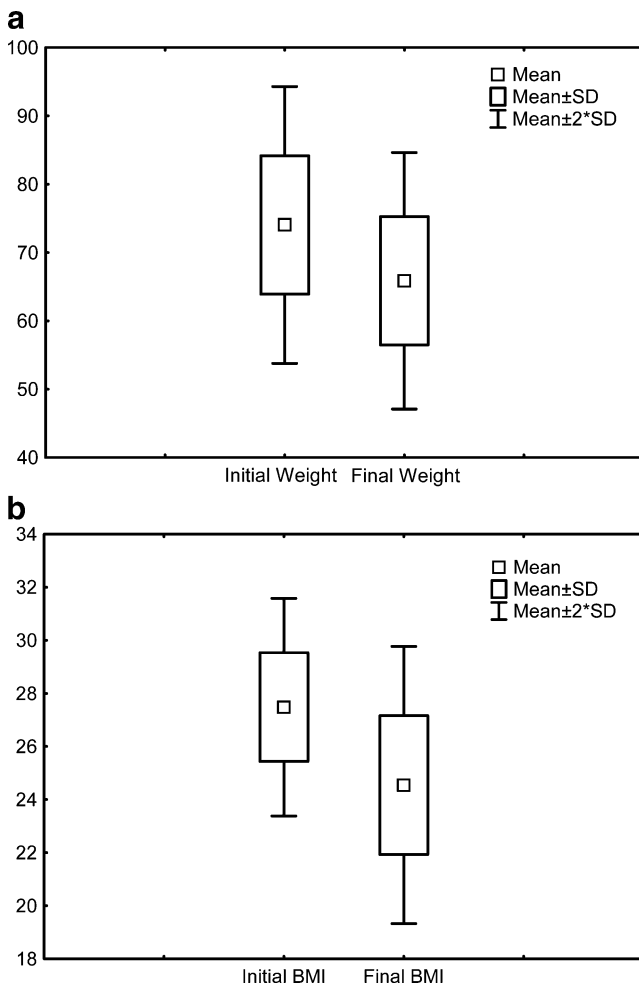 a
100
90
80
70
60
50
40
Mean
Mean±SD
Mean±2*SD
Initial Weight Final Weight
b
34
32
30
28
26
24
22
20
18
Mean
Mean±SD
Mean±2*SD
Initial BMI Final BMI